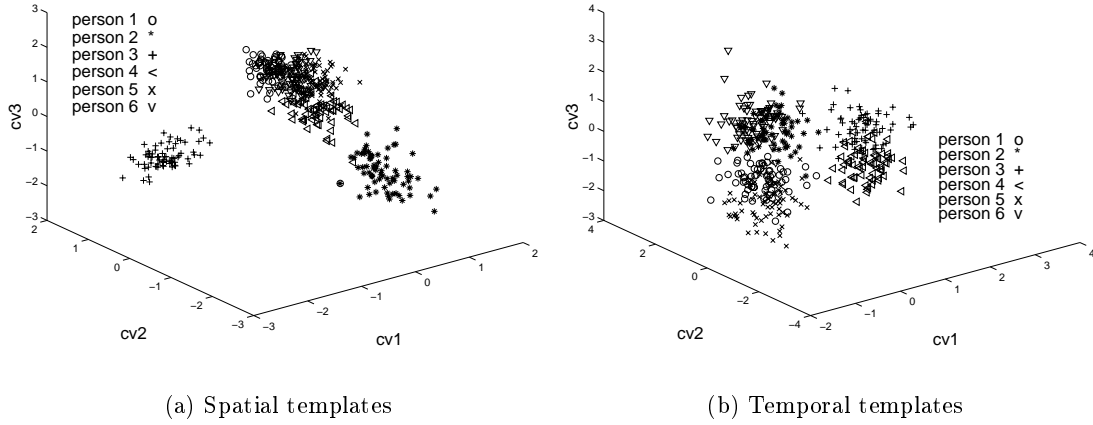 person 1 o
person 2 *
person 3 +
person 4 <
person 5 x
person 6 v
3
2
1
0
−1
−2
−3
cv3
2
1
0
−1
−2
−3
cv2
−3
−2
−1
0
1
2
cv1
(a) Spatial templates
4
3
2
1
0
−1
−2
−3
cv3
person 1 o
person 2 *
person 3 +
person 4 <
person 5 x
person 6 v
4
2
0
−2
−4
cv2
−2
−1
0
1
2
3
4
cv1
(b) Temporal templates